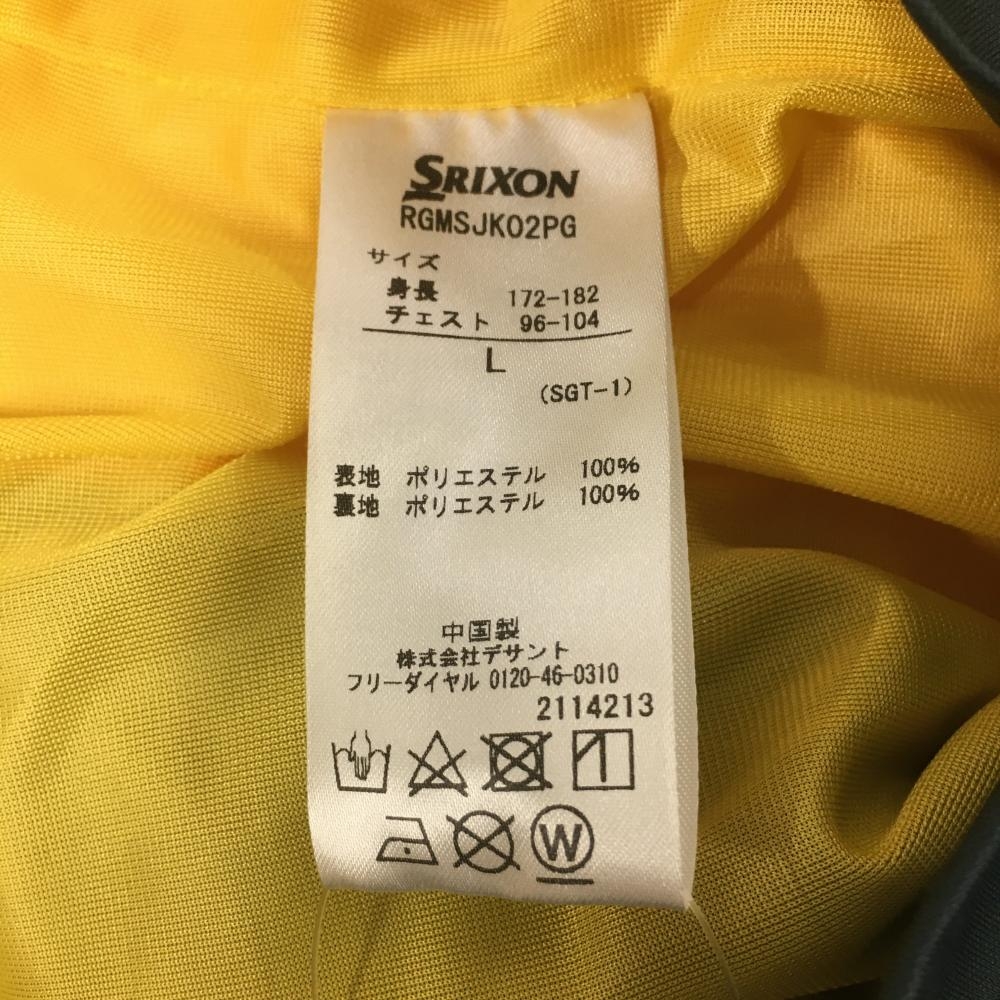 SRIXON
RGMSJK02PG
サイズ
身長 172-182
チェスト 96-104
L
(SGT-1)
表地 ポリエステル 100%
裏地 ポリエステル 100%
中国製
株式会社デサント
フリーダイヤル 0120-46-0310
2114213
W